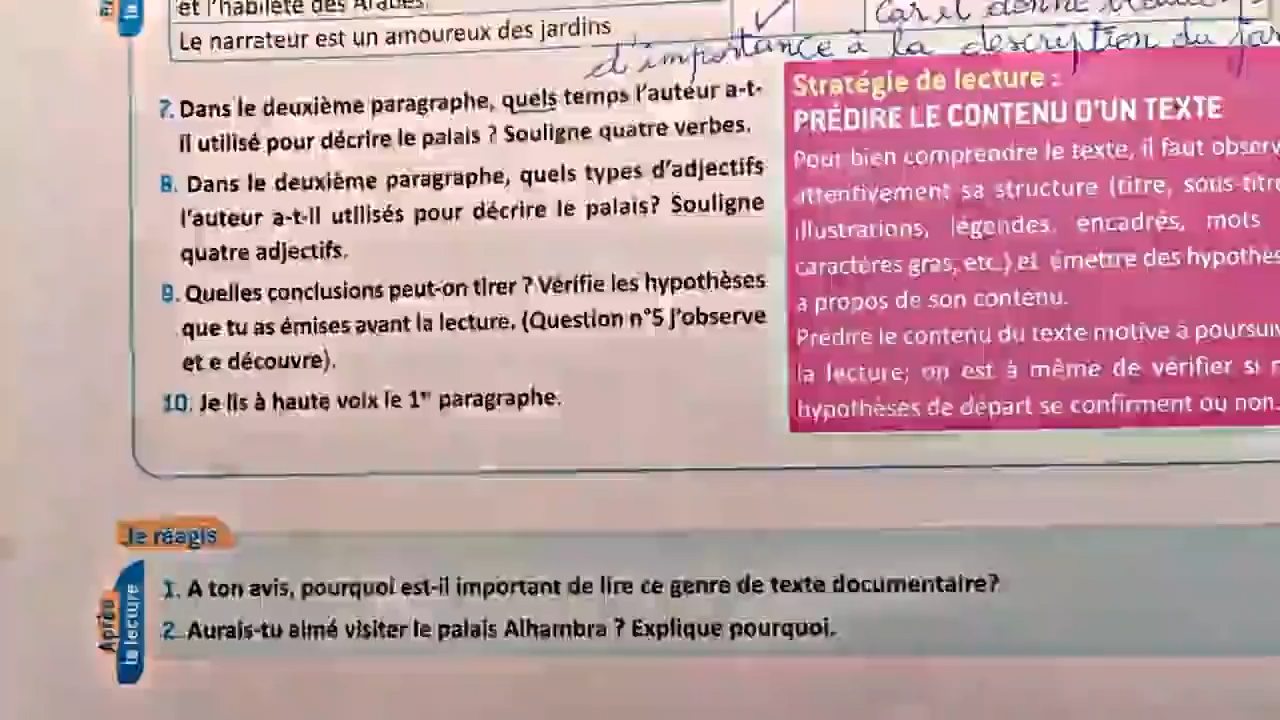 et l'habileté des Arabes.
Car il donne
Le narrateur est un amoureux des jardins
d'importance à la description du jar
7. Dans le deuxième paragraphe, quels temps l'auteur a-t-
il utilisé pour décrire le palais ? Souligne quatre verbes.
8. Dans le deuxième paragraphe, quels types d'adjectifs
l'auteur a-t-il utilisés pour décrire le palais? Souligne
quatre adjectifs.
9. Quelles conclusions peut-on tirer ? Vérifie les hypothèses
que tu as émises avant la lecture. (Question n°5 J'observe
et e découvre).
10. Je lis à haute voix le 1er paragraphe.
Stratégie de lecture :
PRÉDIRE LE CONTENU D'UN TEXTE
Pour bien comprendre le texte, il faut observ
attentivement sa structure (titre, sous-titre
illustrations, légendes, encadrés, mots
caractères gras, etc.) et émettre des hypothès
à propos de son contenu.
Prédire le contenu du texte motive à poursuiv
la lecture; on est à même de vérifier si
hypothèses de départ se confirment ou non.
Je réagis
Après
la lecture
1. A ton avis, pourquoi est-il important de lire ce genre de texte documentaire?
2. Aurais-tu aimé visiter le palais Alhambra ? Explique pourquoi.